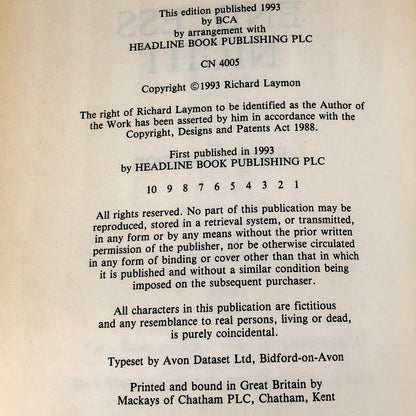 This edition published 1993
by BCA
by arrangement with
HEADLINE BOOK PUBLISHING PLC
CN 4005
Copyright ©1993 Richard Laymon
The right of Richard Laymon to be identified as the Author of
the Work has been asserted by him in accordance with the
Copyright, Designs and Patents Act 1988.
First published in 1993
by HEADLINE BOOK PUBLISHING PLC
10 9 8 7 6 5 4 3 2 1
All rights reserved. No part of this publication may be
reproduced, stored in a retrieval system, or transmitted,
in any form or by any means without the prior written
permission of the publisher, nor be otherwise circulated
in any form of binding or cover other than that in which
it is published and without a similar condition being
imposed on the subsequent purchaser.
All characters in this publication are fictitious
and any resemblance to real persons, living or dead,
is purely coincidental.
Typeset by Avon Dataset Ltd, Bidford-on-Avon
Printed and bound in Great Britain by
Mackays of Chatham PLC, Chatham, Kent